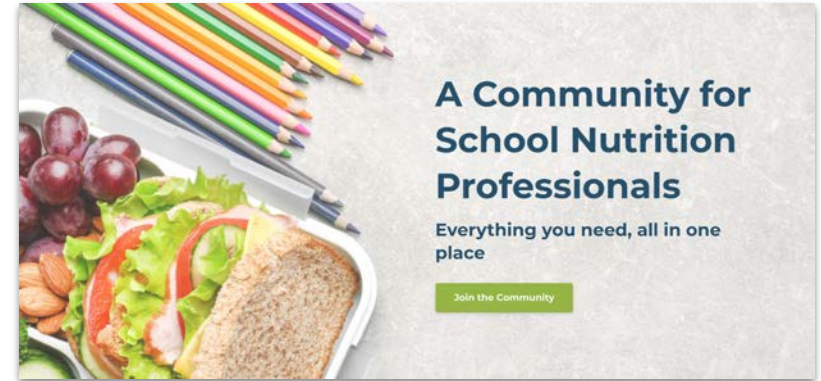 A Community for
School Nutrition
Professionals
Everything you need, all in one
place
Join the Community